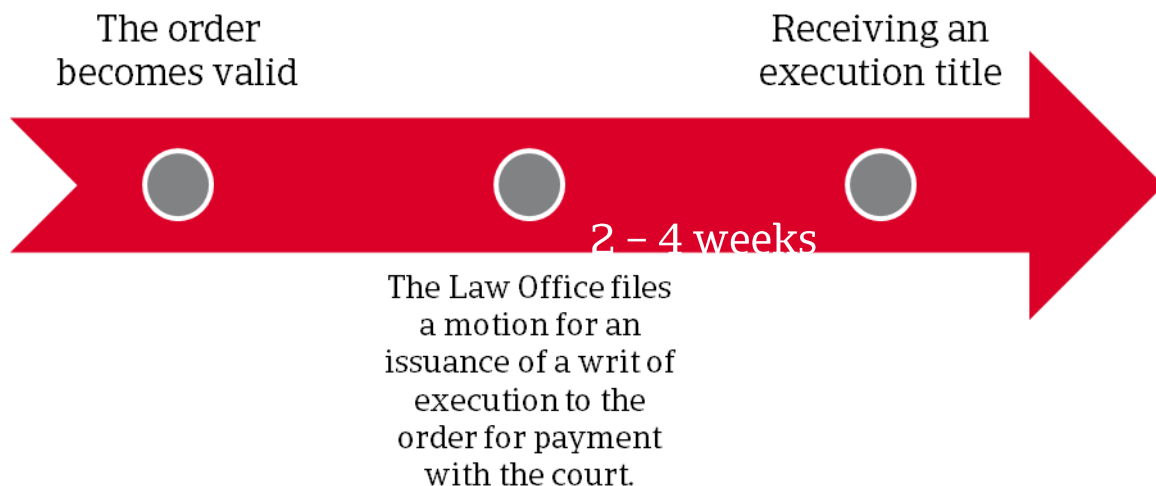 The order
becomes valid
Receiving an
execution title
2 – 4 weeks
The Law Office files
a motion for an
issuance of a writ of
execution to the
order for payment
with the court.